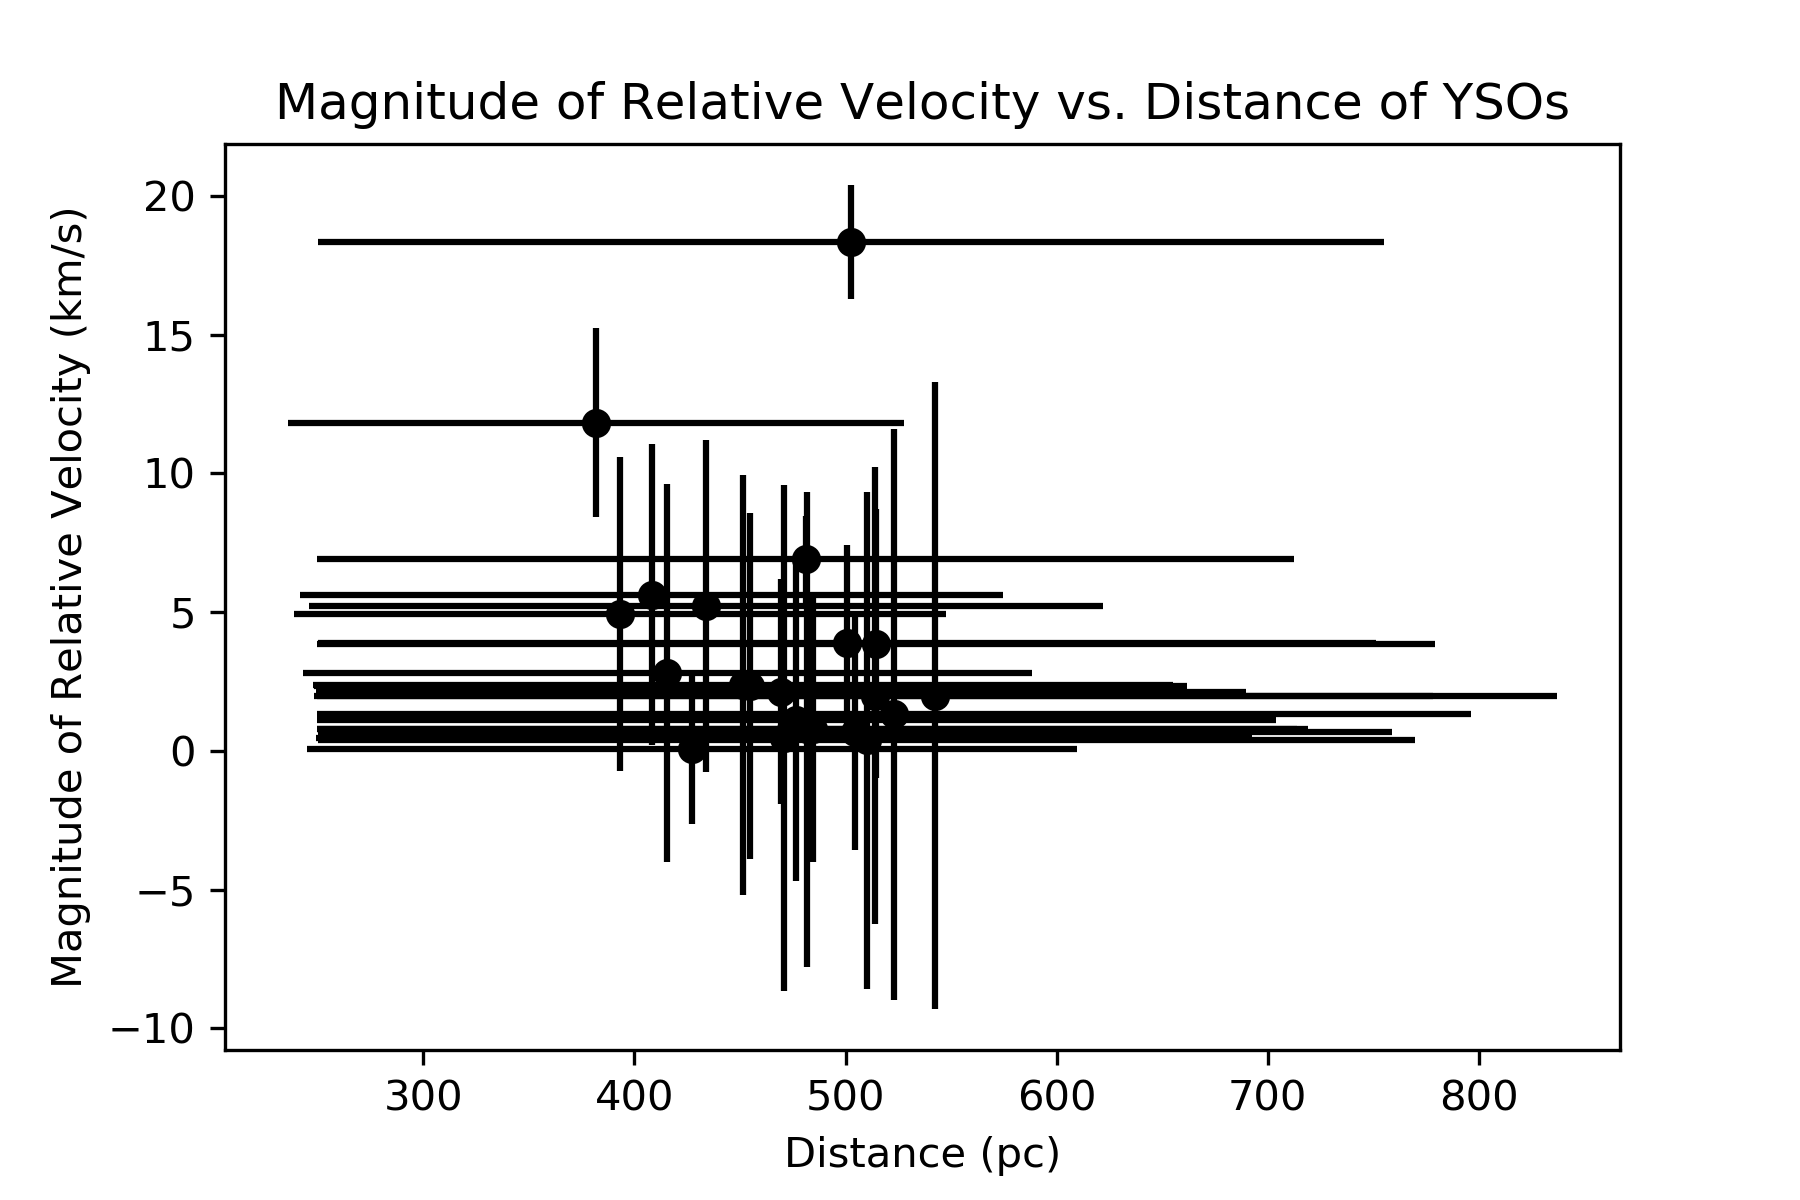 Magnitude of Relative Velocity vs. Distance of YSOs
Magnitude of Relative Velocity (km/s)
20
15
10
5
0
−5
−10
300 400 500 600 700 800
Distance (pc)